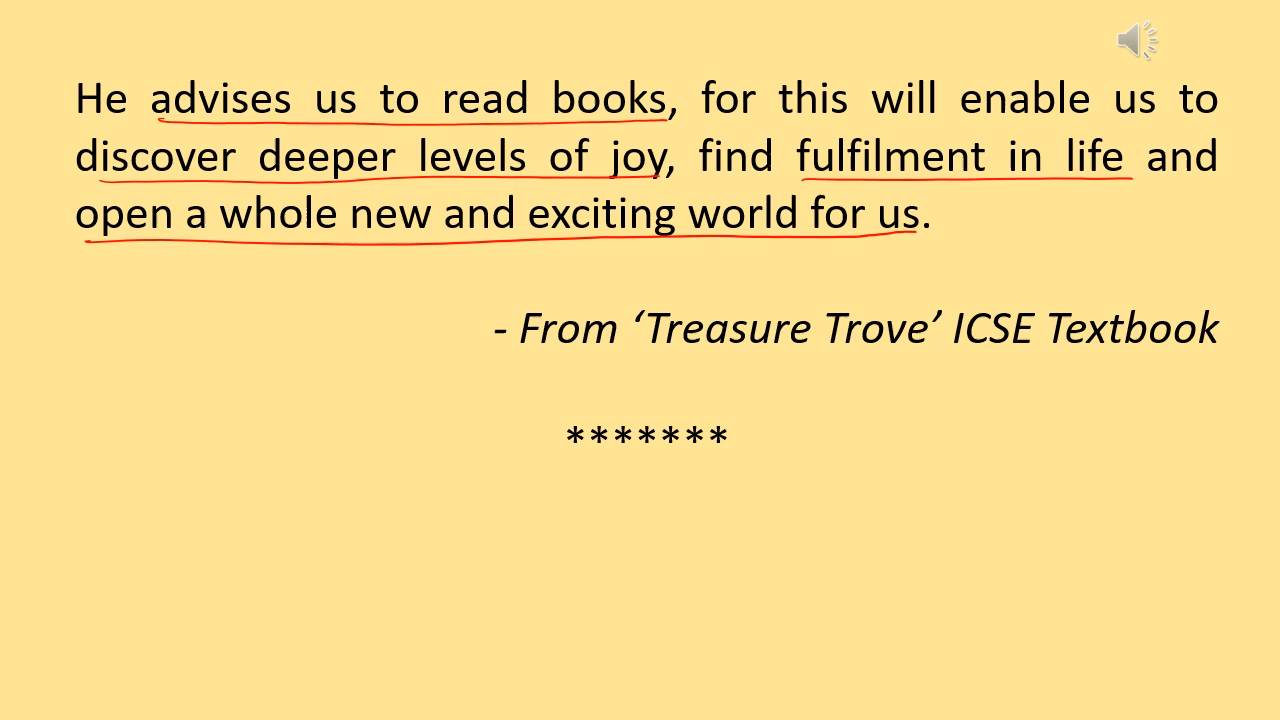 He advises us to read books, for this will enable us to
discover deeper levels of joy, find fulfilment in life and
open a whole new and exciting world for us.
- From ‘Treasure Trove’ ICSE Textbook
*******